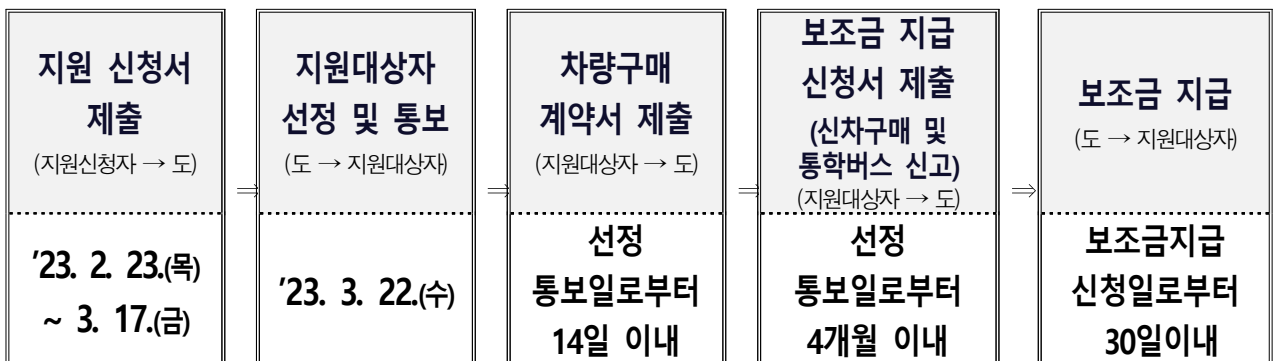 지원 신청서
제출
(지원신청자 → 도)
'23. 2. 23.(목)
~ 3. 17.(금)
⇒
지원대상자
선정 및 통보
(도 → 지원대상자)
'23. 3. 22.(수)
⇒
차량구매
계약서 제출
(지원대상자 → 도)
선정
통보일로부터
14일 이내
⇒
보조금 지급
신청서 제출
(신차구매 및
통학버스 신고)
(지원대상자 → 도)
선정
통보일로부터
4개월 이내
⇒
보조금 지급
(도 → 지원대상자)
보조금지급
신청일로부터
30일이내